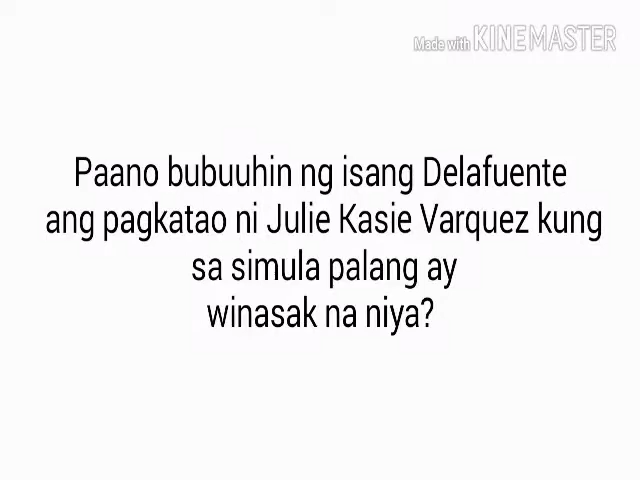 Made with KINEMASTER
Paano bubuuhin ng isang Delafuente
ang pagkatao ni Julie Kasie Varquez kung
sa simula palang ay
winasak na niya?